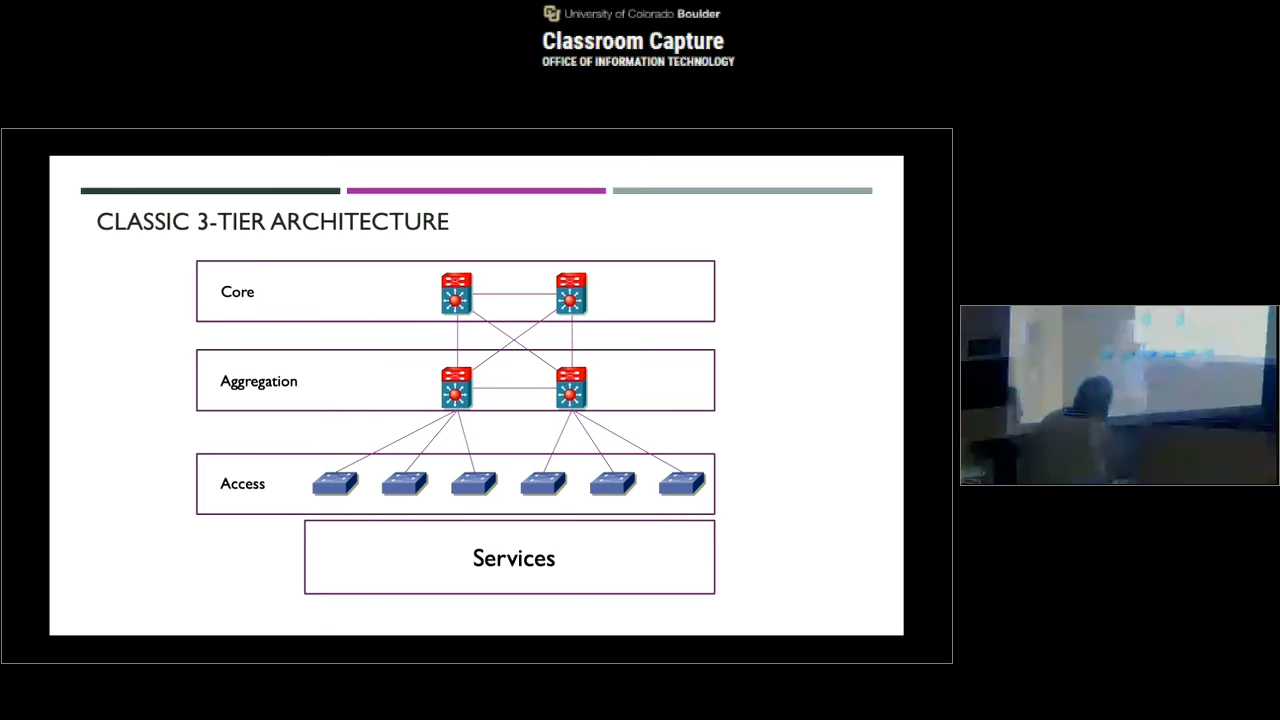 University of Colorado Boulder
Classroom Capture
OFFICE OF INFORMATION TECHNOLOGY
CLASSIC 3-TIER ARCHITECTURE
Core
Aggregation
Access
Services